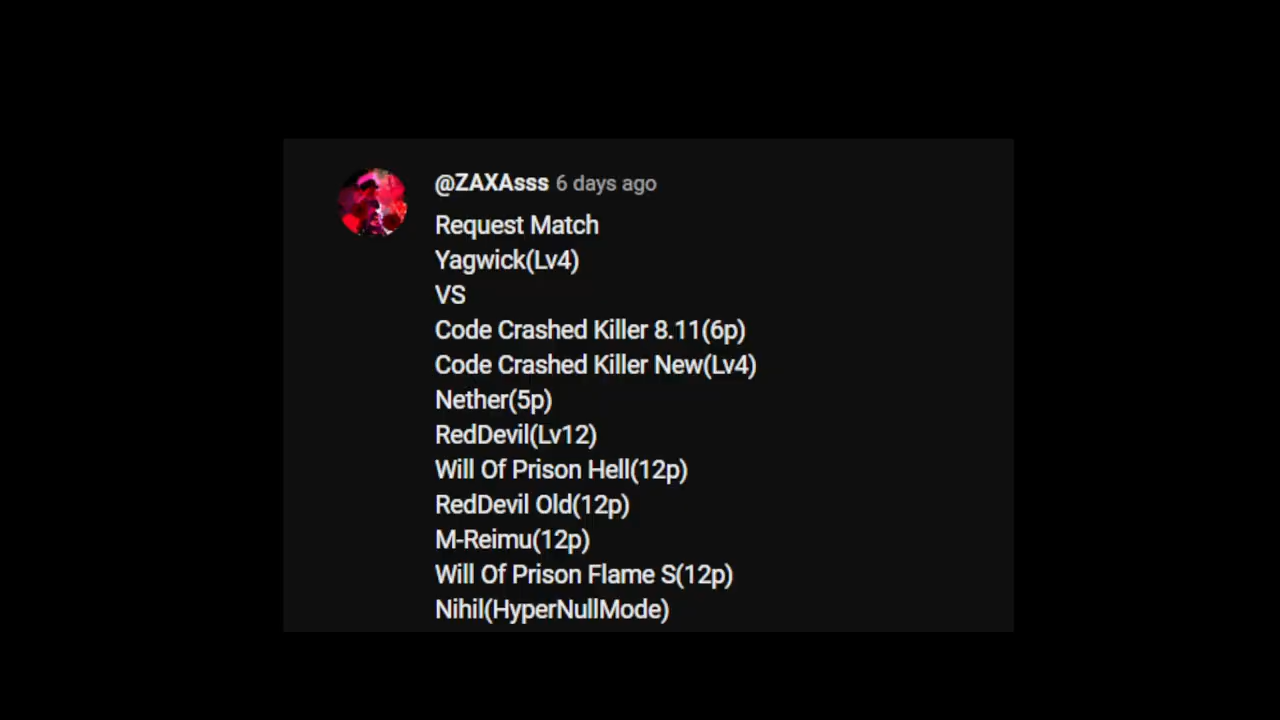 @ZAXAsss 6 days ago
Request Match
Yagwick(Lv4)
VS
Code Crashed Killer 8.11(6p)
Code Crashed Killer New(Lv4)
Nether(5p)
RedDevil(Lv12)
Will Of Prison Hell(12p)
RedDevil Old(12p)
M-Reimu(12p)
Will Of Prison Flame S(12p)
Nihil(HyperNullMode)